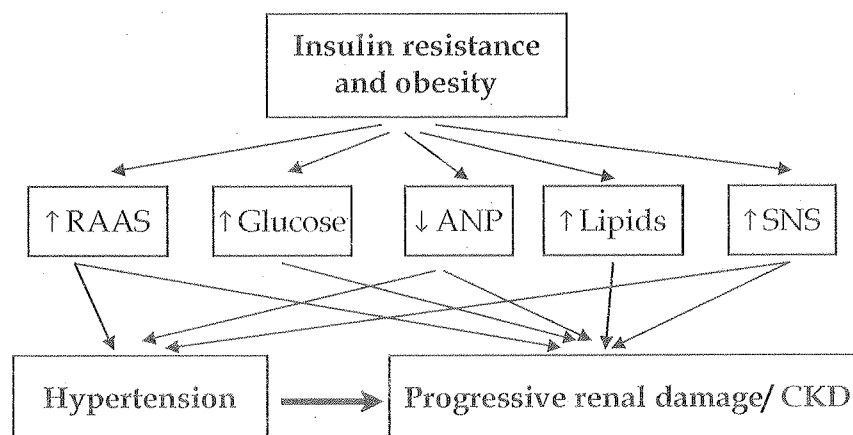 Insulin resistance
and obesity
↑ RAAS
↑ Glucose
↓ ANP
↑ Lipids
↑ SNS
Hypertension
Progressive renal damage/ CKD